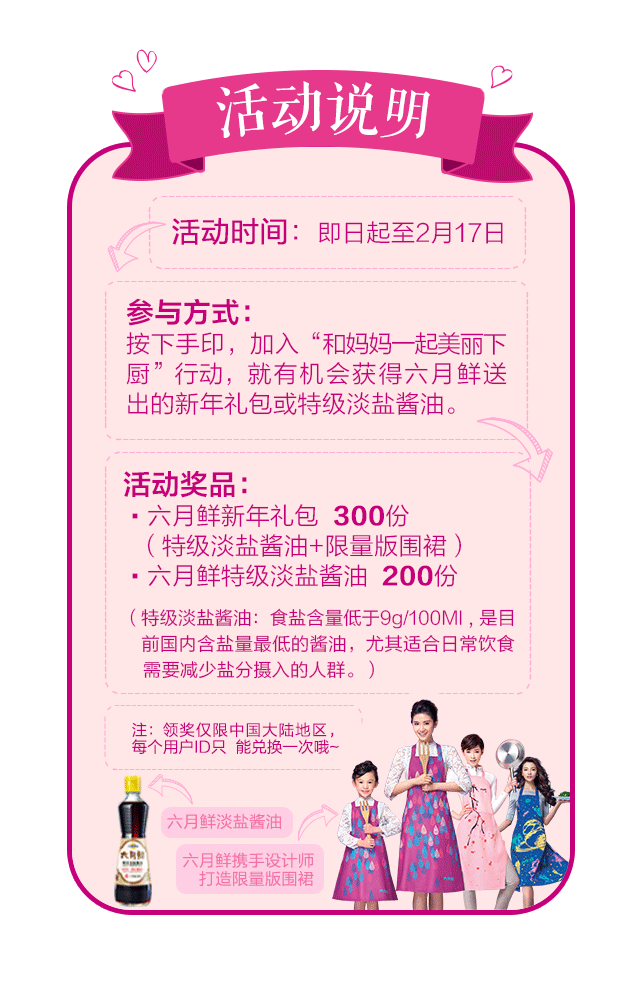 活动说明
活动时间：即日起至2月17日
参与方式：
按下手印，加入“和妈妈一起美丽下
厨”行动，就有机会获得六月鲜送
出的新年礼包或特级淡盐酱油。
活动奖品：
·六月鲜新年礼包 300份
（特级淡盐酱油+限量版围裙）
·六月鲜特级淡盐酱油 200份
（特级淡盐酱油：食盐含量低于9g/100Ml，是目
前国内含盐量最低的酱油，尤其适合日常饮食
需要减少盐分摄入的人群。）
注：领奖仅限中国大陆地区，
每个用户ID只 能兑换一次哦~
六月鲜
六月鲜淡盐酱油
六月鲜携手设计师
打造限量版围裙